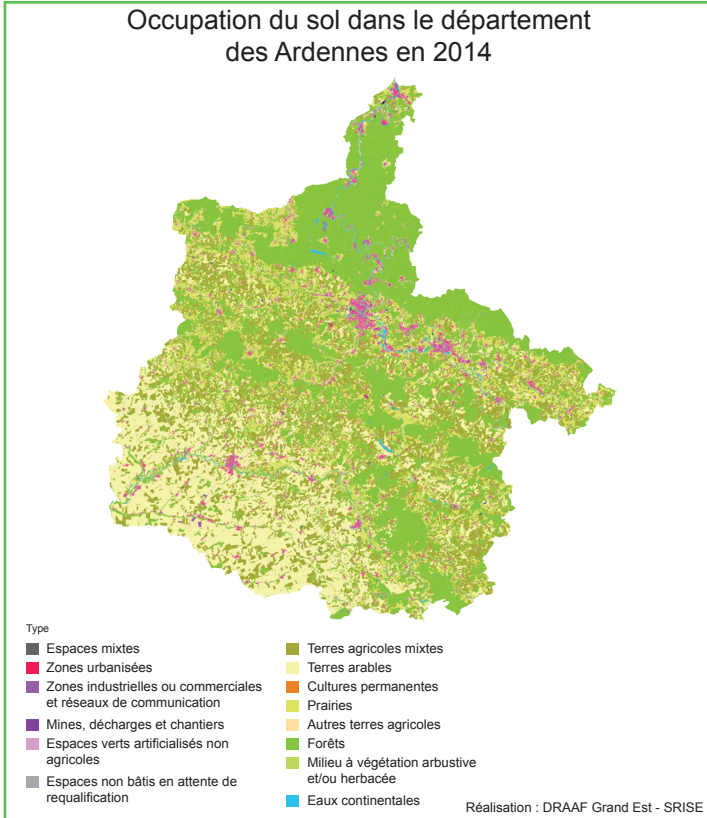 Occupation du sol dans le département
des Ardennes en 2014
Type
Espaces mixtes
Zones urbanisées
Zones industrielles ou commerciales
et réseaux de communication
Mines, décharges et chantiers
Espaces verts artificialisés non
agricoles
Espaces non bâtis en attente de
requalification
Terres agricoles mixtes
Terres arables
Cultures permanentes
Prairies
Autres terres agricoles
Forêts
Milieu à végétation arbustive
et/ou herbacée
Eaux continentales
Réalisation : DRAAF Grand Est - SRISE